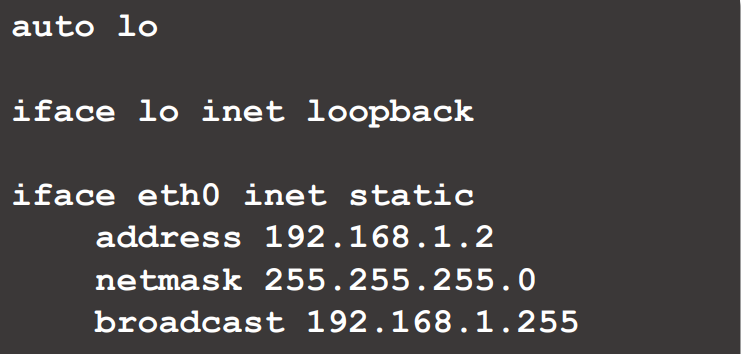 auto lo
iface lo inet loopback
iface eth0 inet static
address 192.168.1.2
netmask 255.255.255.0
broadcast 192.168.1.255